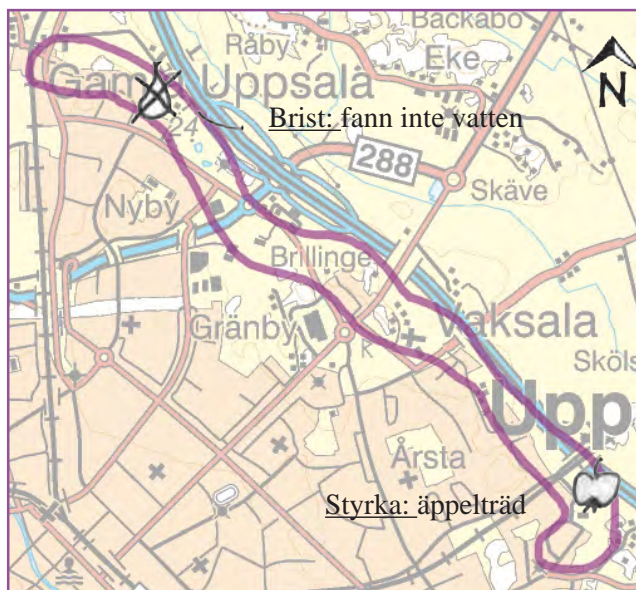 Backabo
Råby
Eke
Gam Uppsala
N
Brist: fann inte vatten
24
288
Skäve
Nyby
Brillinge
Gränby
Vaksala
k
Sköls
Upp
Årsta
Styrka: äppelträd